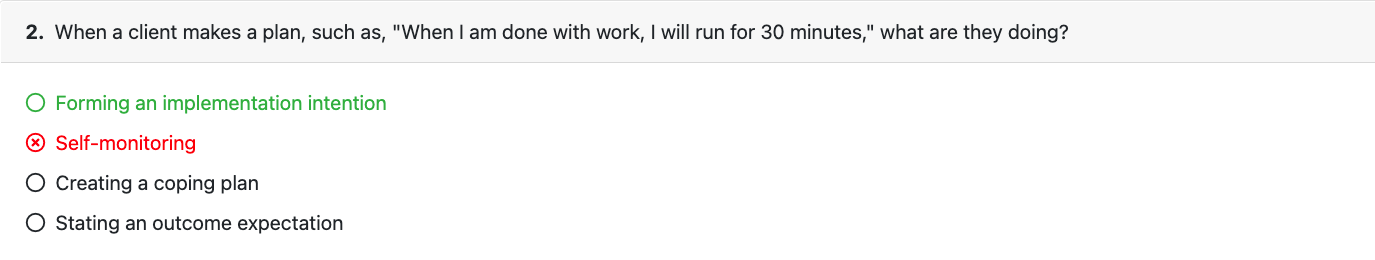 2. When a client makes a plan, such as, "When I am done with work, I will run for 30 minutes," what are they doing?
Forming an implementation intention
Self-monitoring
Creating a coping plan
Stating an outcome expectation